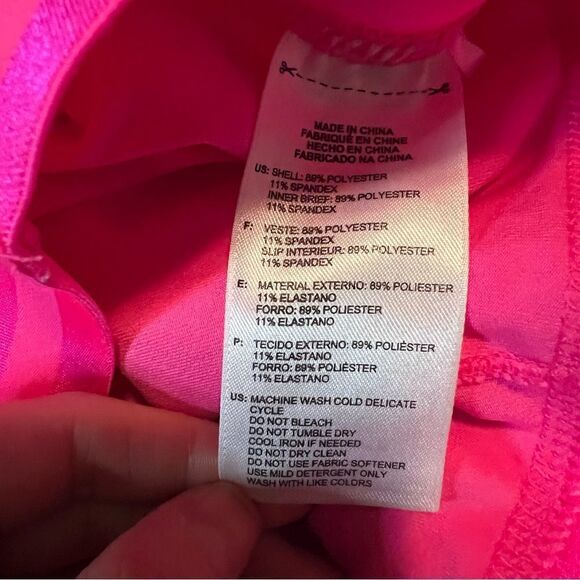 MADE IN CHINA
FABRIQUÉ EN CHINE
HECHO EN CHINA
FABRICADO NA CHINA
US: SHELL: 89% POLYESTER
11% SPANDEX
INNER BRIEF: 89% POLYESTER
11% SPANDEX
F: VESTE: 89% POLYESTER
11% SPANDEX
SLIP INTERIEUR: 89% POLYESTER
11% SPANDEX
E: MATERIAL EXTERNO: 89% POLIESTER
11% ELASTANO
FORRO: 89% POLIESTER
11% ELASTANO
P: TECIDO EXTERNO: 89% POLIÉSTER
11% ELASTANO
FORRO: 89% POLIÉSTER
11% ELASTANO
US: MACHINE WASH COLD DELICATE
CYCLE
DO NOT BLEACH
DO NOT TUMBLE DRY
COOL IRON IF NEEDED
DO NOT DRY CLEAN
DO NOT USE FABRIC SOFTENER
USE MILD DETERGENT ONLY
WASH WITH LIKE COLORS